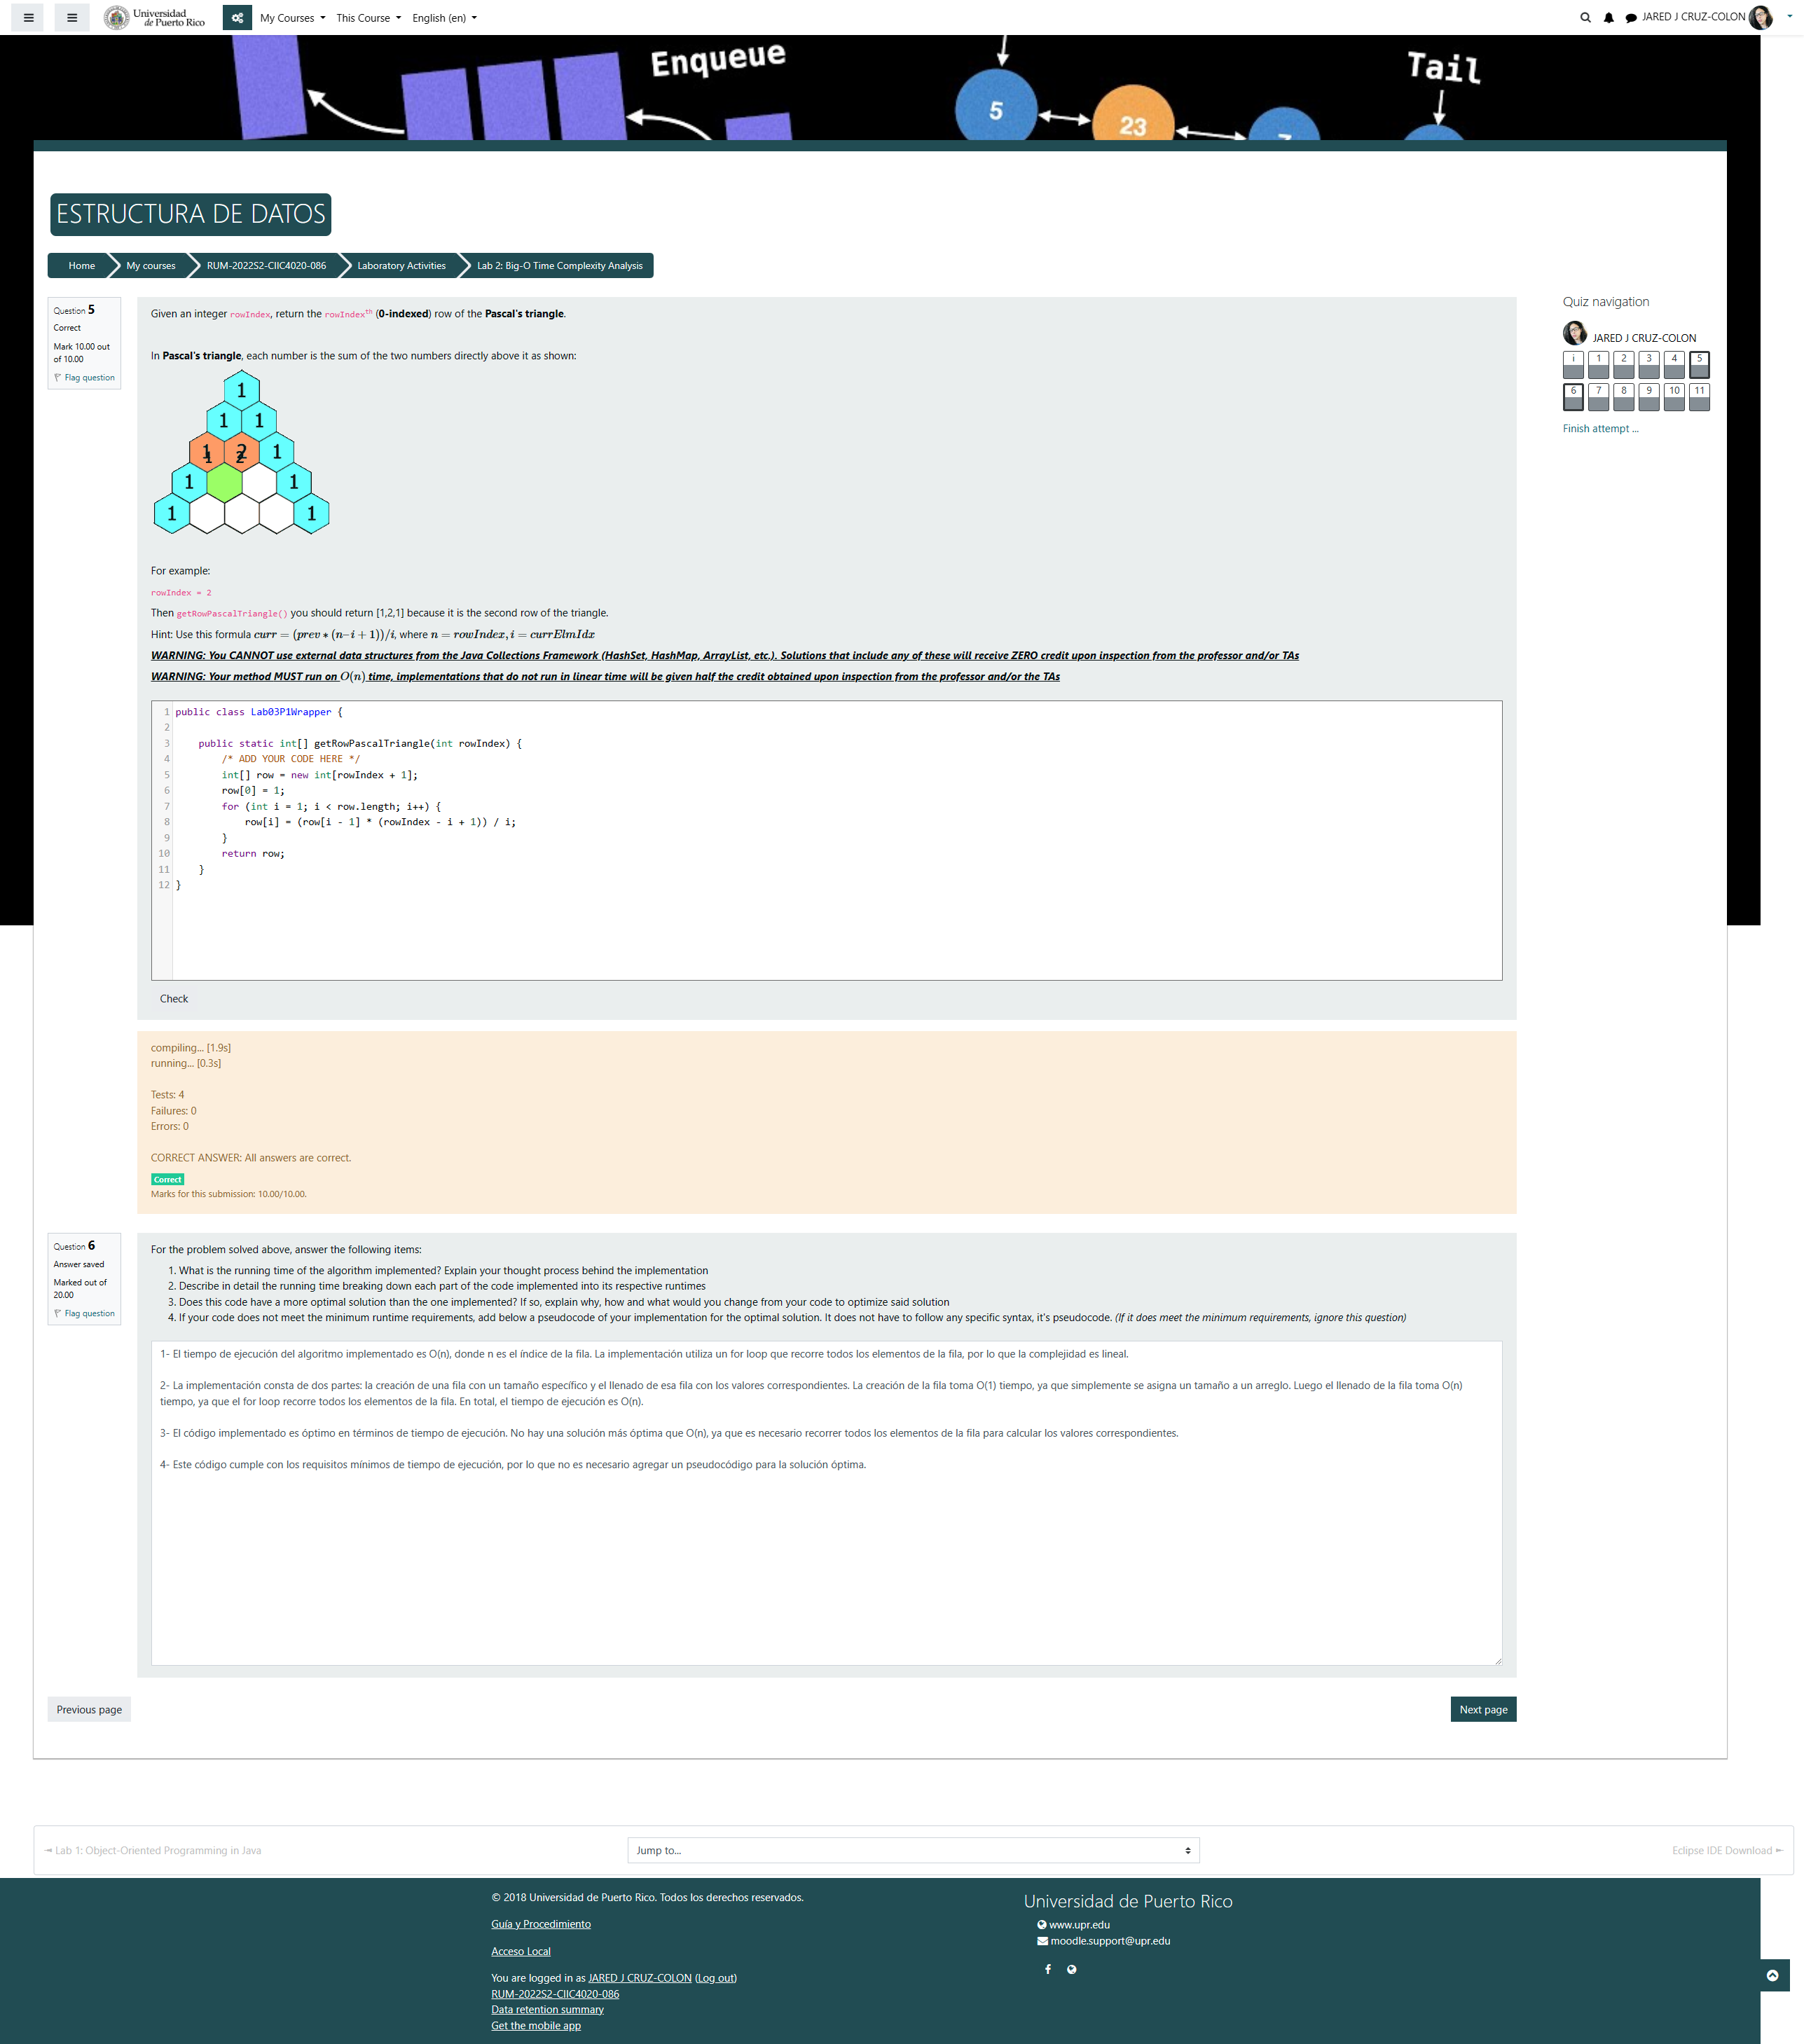 Universidad
de Puerto Rico
My Courses
This Course
English (en)
JARED J CRUZ-COLON
Enqueue
5
23
7
Tail
ESTRUCTURA DE DATOS
Home
My courses
RUM-2022S2-CIIC4020-086
Laboratory Activities
Lab 2: Big-O Time Complexity Analysis
Question 5
Correct
Mark 10.00 out
of 10.00
Flag question
Given an integer rowIndex, return the rowIndexth (0-indexed) row of the Pascal's triangle.
In Pascal's triangle, each number is the sum of the two numbers directly above it as shown:
1
1 1
1 1 2 2 1
1 1
1 1
For example:
rowIndex = 2
Then getRowPascalTriangle() you should return [1,2,1] because it is the second row of the triangle.
Hint: Use this formula curr = (prev * (n–i + 1))/i, where n = rowIndex, i = currElmIdx
WARNING: You CANNOT use external data structures from the Java Collections Framework (HashSet, HashMap, ArrayList, etc.). Solutions that include any of these will receive ZERO credit upon inspection from the professor and/or TAs
WARNING: Your method MUST run on O(n) time, implementations that do not run in linear time will be given half the credit obtained upon inspection from the professor and/or the TAs
1 public class Lab03P1Wrapper {
2
3 public static int[] getRowPascalTriangle(int rowIndex) {
4 /* ADD YOUR CODE HERE */
5 int[] row = new int[rowIndex + 1];
6 row[0] = 1;
7 for (int i = 1; i < row.length; i++) {
8 row[i] = (row[i - 1] * (rowIndex - i + 1)) / i;
9 }
10 return row;
11 }
12 }
Check
compiling... [1.9s]
running... [0.3s]
Tests: 4
Failures: 0
Errors: 0
CORRECT ANSWER: All answers are correct.
Correct
Marks for this submission: 10.00/10.00.
Question 6
Answer saved
Marked out of
20.00
Flag question
For the problem solved above, answer the following items:
1. What is the running time of the algorithm implemented? Explain your thought process behind the implementation
2. Describe in detail the running time breaking down each part of the code implemented into its respective runtimes
3. Does this code have a more optimal solution than the one implemented? If so, explain why, how and what would you change from your code to optimize said solution
4. If your code does not meet the minimum runtime requirements, add below a pseudocode of your implementation for the optimal solution. It does not have to follow any specific syntax, it's pseudocode. (If it does meet the minimum requirements, ignore this question)
1- El tiempo de ejecución del algoritmo implementado es O(n), donde n es el índice de la fila. La implementación utiliza un for loop que recorre todos los elementos de la fila, por lo que la complejidad es lineal.
2- La implementación consta de dos partes: la creación de una fila con un tamaño específico y el llenado de esa fila con los valores correspondientes. La creación de la fila toma O(1) tiempo, ya que simplemente se asigna un tamaño a un arreglo. Luego el llenado de la fila toma O(n)
tiempo, ya que el for loop recorre todos los elementos de la fila. En total, el tiempo de ejecución es O(n).
3- El código implementado es óptimo en términos de tiempo de ejecución. No hay una solución más óptima que O(n), ya que es necesario recorrer todos los elementos de la fila para calcular los valores correspondientes.
4- Este código cumple con los requisitos mínimos de tiempo de ejecución, por lo que no es necesario agregar un pseudocódigo para la solución óptima.
Previous page
Next page
Quiz navigation
JARED J CRUZ-COLON
i 1 2 3 4 5
6 7 8 9 10 11
Finish attempt ...
◄ Lab 1: Object-Oriented Programming in Java
Jump to...
Eclipse IDE Download ►
© 2018 Universidad de Puerto Rico. Todos los derechos reservados.
Guía y Procedimiento
Acceso Local
You are logged in as JARED J CRUZ-COLON (Log out)
RUM-2022S2-CIIC4020-086
Data retention summary
Get the mobile app
Universidad de Puerto Rico
www.upr.edu
moodle.support@upr.edu